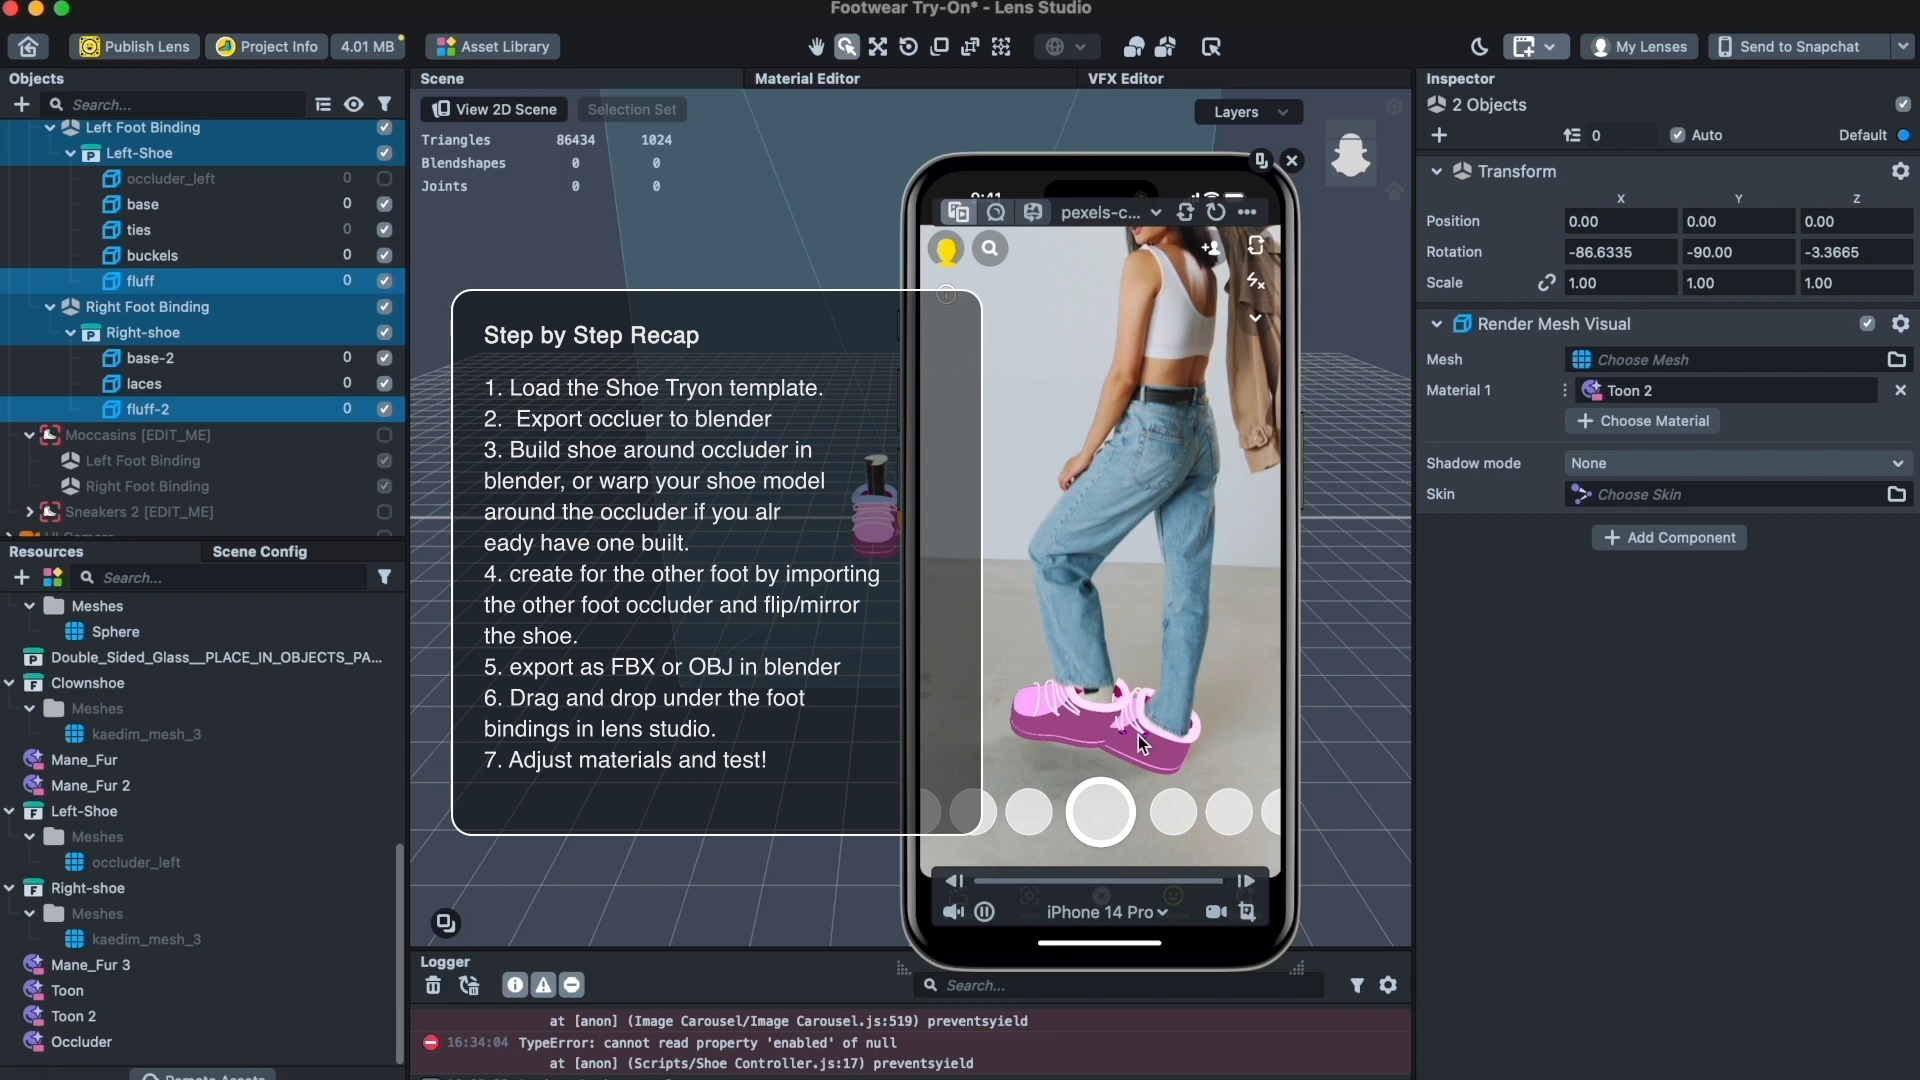 Footwear Try-On* - Lens Studio
Publish Lens
Project Info
4.01 MB
Asset Library
My Lenses
Send to Snapchat
Objects
Search...
Left Foot Binding
Left-Shoe
occluder_left 0
base 0
ties 0
buckels 0
fluff 0
Right Foot Binding
Right-shoe
base-2 0
laces 0
fluff-2 0
Moccasins [EDIT_ME]
Left Foot Binding
Right Foot Binding
Sneakers 2 [EDIT_ME]
Resources
Scene Config
Search...
Meshes
Sphere
Double_Sided_Glass__PLACE_IN_OBJECTS_PA...
Clownshoe
Meshes
kaedim_mesh_3
Mane_Fur
Mane_Fur 2
Left-Shoe
Meshes
occluder_left
Right-shoe
Meshes
kaedim_mesh_3
Mane_Fur 3
Toon
Toon 2
Occluder
Scene
Material Editor
VFX Editor
View 2D Scene
Selection Set
Layers
Triangles 86434 1024
Blendshapes 0 0
Joints 0 0
Step by Step Recap
1. Load the Shoe Tryon template.
2. Export occluer to blender
3. Build shoe around occluder in
blender, or warp your shoe model
around the occluder if you alr
eady have one built.
4. create for the other foot by importing
the other foot occluder and flip/mirror
the shoe.
5. export as FBX or OBJ in blender
6. Drag and drop under the foot
bindings in lens studio.
7. Adjust materials and test!
9:41
pexels-c...
iPhone 14 Pro
Logger
Search...
at [anon] (Image Carousel/Image Carousel.js:519) preventsyield
16:34:04 TypeError: cannot read property 'enabled' of null
at [anon] (Scripts/Shoe Controller.js:17) preventsyield
Inspector
2 Objects
0
Auto
Default
Transform
X Y Z
Position 0.00 0.00 0.00
Rotation -86.6335 -90.00 -3.3665
Scale 1.00 1.00 1.00
Render Mesh Visual
Mesh Choose Mesh
Material 1 Toon 2
Choose Material
Shadow mode None
Skin Choose Skin
Add Component